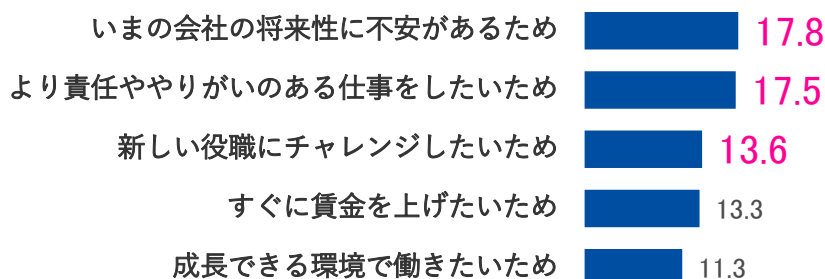 いまの会社の将来性に不安があるため 17.8
より責任ややりがいのある仕事をしたいため 17.5
新しい役職にチャレンジしたいため 13.6
すぐに賃金を上げたいため 13.3
成長できる環境で働きたいため 11.3